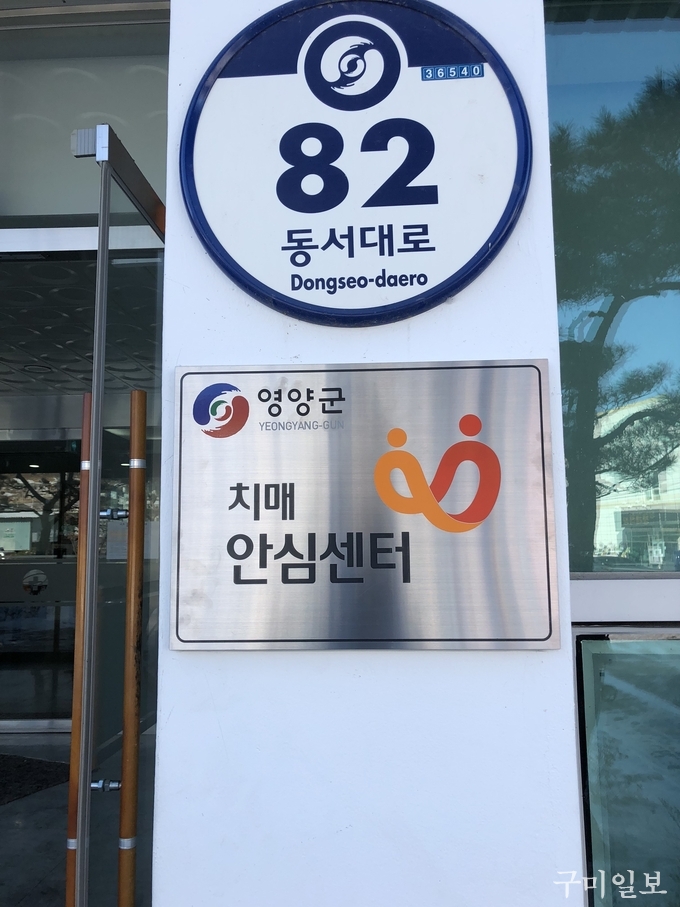 36540
82
동서대로
Dongseo-daero
영양군
YEONGYANG-GUN
치매
안심센터
구미일보